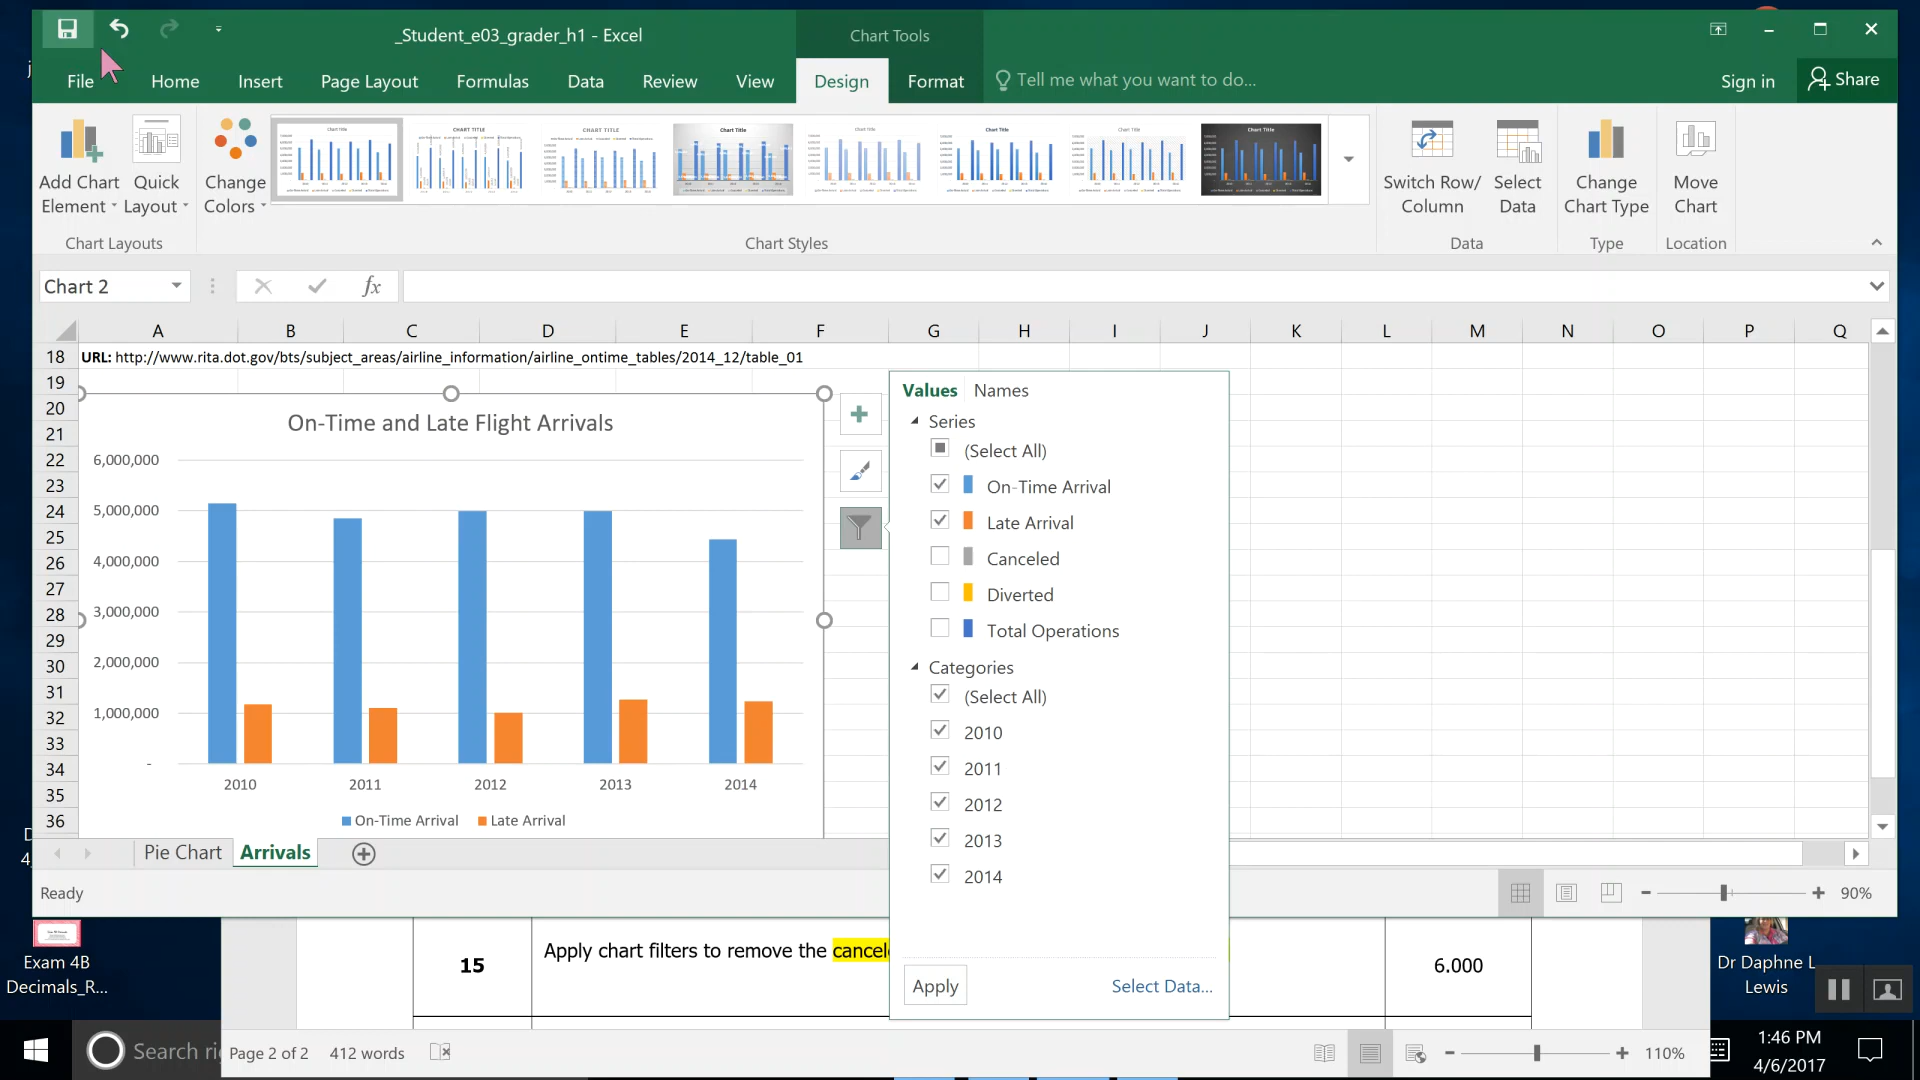 _Student_e03_grader_h1 - Excel
Chart Tools
File Home Insert Page Layout Formulas Data Review View Design Format Tell me what you want to do... Sign in Share
Add Chart Element
Quick Layout
Change Colors
Switch Row/ Column
Select Data
Change Chart Type
Move Chart
Chart Layouts Chart Styles Data Type Location
Chart 2
fx
A B C D E F G H I J K L M N O P Q
18 URL: http://www.rita.dot.gov/bts/subject_areas/airline_information/airline_ontime_tables/2014_12/table_01
19
20
21
22
23
24
25
26
27
28
29
30
31
32
33
34
35
36
On-Time and Late Flight Arrivals
6,000,000
5,000,000
4,000,000
3,000,000
2,000,000
1,000,000
-
2010 2011 2012 2013 2014
On-Time Arrival Late Arrival
Values Names
Series
(Select All)
On-Time Arrival
Late Arrival
Canceled
Diverted
Total Operations
Categories
(Select All)
2010
2011
2012
2013
2014
Apply Select Data...
Pie Chart Arrivals
Ready
90%
15 Apply chart filters to remove the cancel 6.000
Exam 4B
Decimals_R...
Dr Daphne L
Lewis
Search
Page 2 of 2 412 words
110%
1:46 PM
4/6/2017